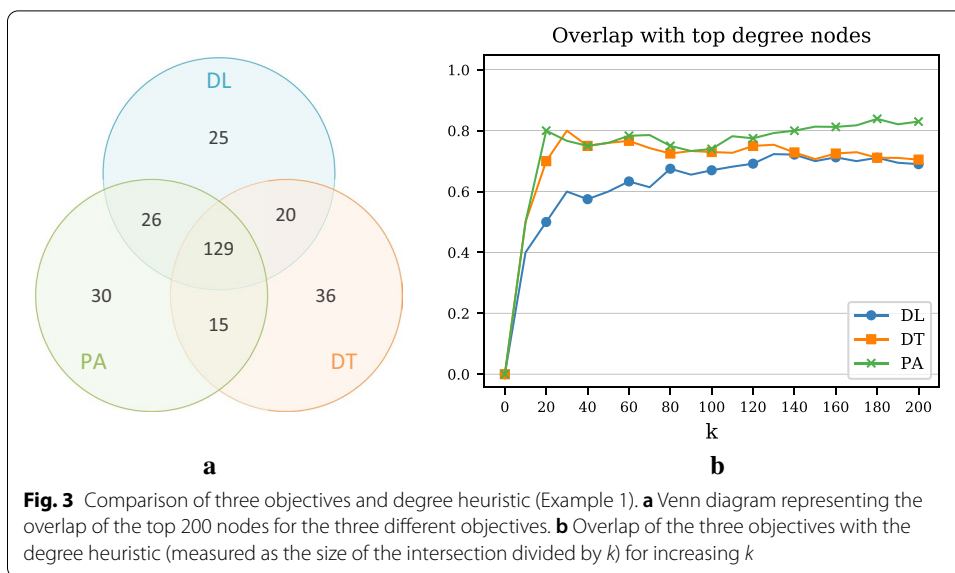 DL
25
26
20
129
30
36
15
PA
DT
a
Overlap with top degree nodes
1.0
0.8
0.6
0.4
0.2
0.0
DL
DT
PA
0 20 40 60 80 100 120 140 160 180 200
k
b
Fig. 3 Comparison of three objectives and degree heuristic (Example 1). a Venn diagram representing the
overlap of the top 200 nodes for the three different objectives. b Overlap of the three objectives with the
degree heuristic (measured as the size of the intersection divided by k) for increasing k